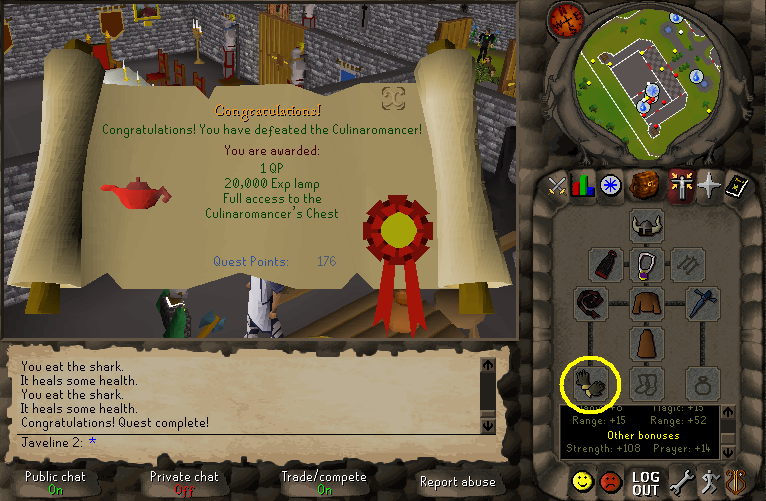 Congratulations!
Congratulations! You have defeated the Culinaromancer!
You are awarded:
1 QP
20,000 Exp lamp
Full access to the
Culinaromancer's Chest
Quest Points: 176
You eat the shark.
It heals some health.
You eat the shark.
It heals some health.
Congratulations! Quest complete!
Javeline 2: *
Public chat
On
Private chat
Off
Trade/compete
On
Report abuse
Magic: +15
Range: +15 Range: +52
Other bonuses
Strength: +108 Prayer: +14
LOG
OUT